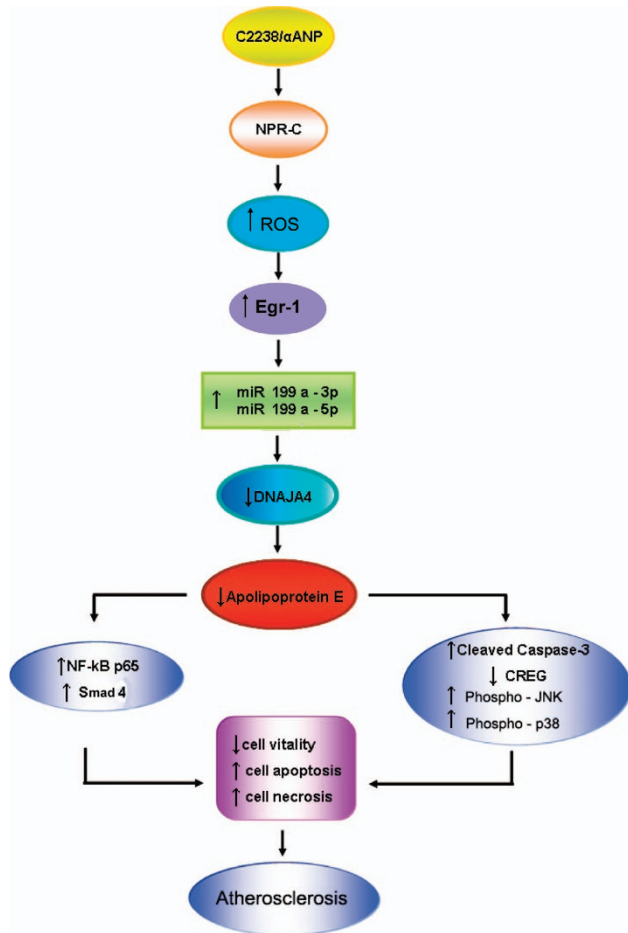 C2238/αANP
NPR-C
↑ ROS
↑ Egr-1
↑ miR 199 a - 3p
miR 199 a - 5p
↓DNAJA4
↓Apolipoprotein E
↑NF-kB p65
↑ Smad 4
↑Cleaved Caspase-3
↓ CREG
↑ Phospho - JNK
↑ Phospho - p38
↓cell vitality
↑ cell apoptosis
↑ cell necrosis
Atherosclerosis